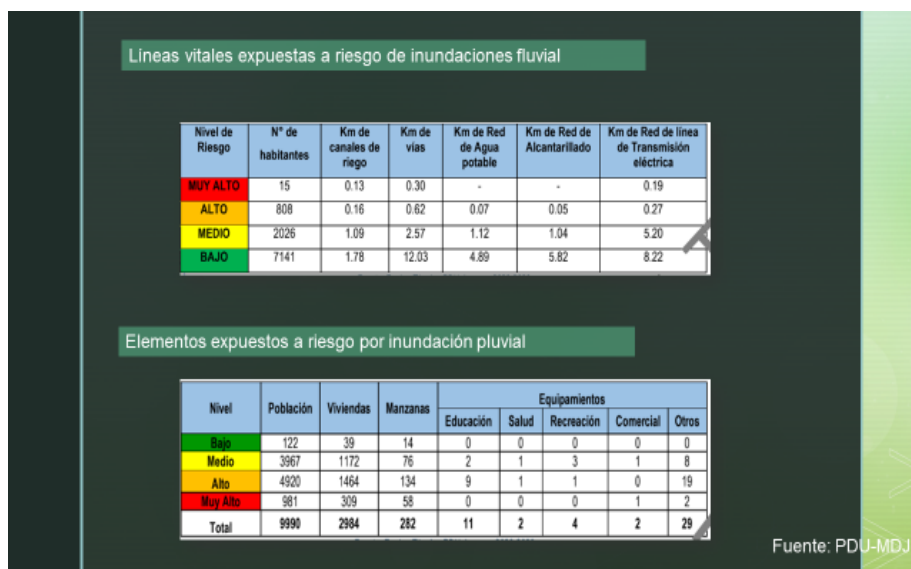 Líneas vitales expuestas a riesgo de inundaciones fluvial
Nivel de Riesgo N° de habitantes Km de canales de riego Km de vías Km de Red de Agua potable Km de Red de Alcantarillado Km de Red de línea de Transmisión eléctrica
MUY ALTO 15 0.13 0.30 - - 0.19
ALTO 808 0.16 0.62 0.07 0.05 0.27
MEDIO 2026 1.09 2.57 1.12 1.04 5.20
BAJO 7141 1.78 12.03 4.89 5.82 8.22
Elementos expuestos a riesgo por inundación pluvial
Nivel Población Viviendas Manzanas Equipamientos
Educación Salud Recreación Comercial Otros
Bajo 122 39 14 0 0 0 0 0
Medio 3967 1172 76 2 1 3 1 8
Alto 4920 1464 134 9 1 1 0 19
Muy Alto 981 309 58 0 0 0 1 2
Total 9990 2984 282 11 2 4 2 29
Fuente: PDU-MDJ